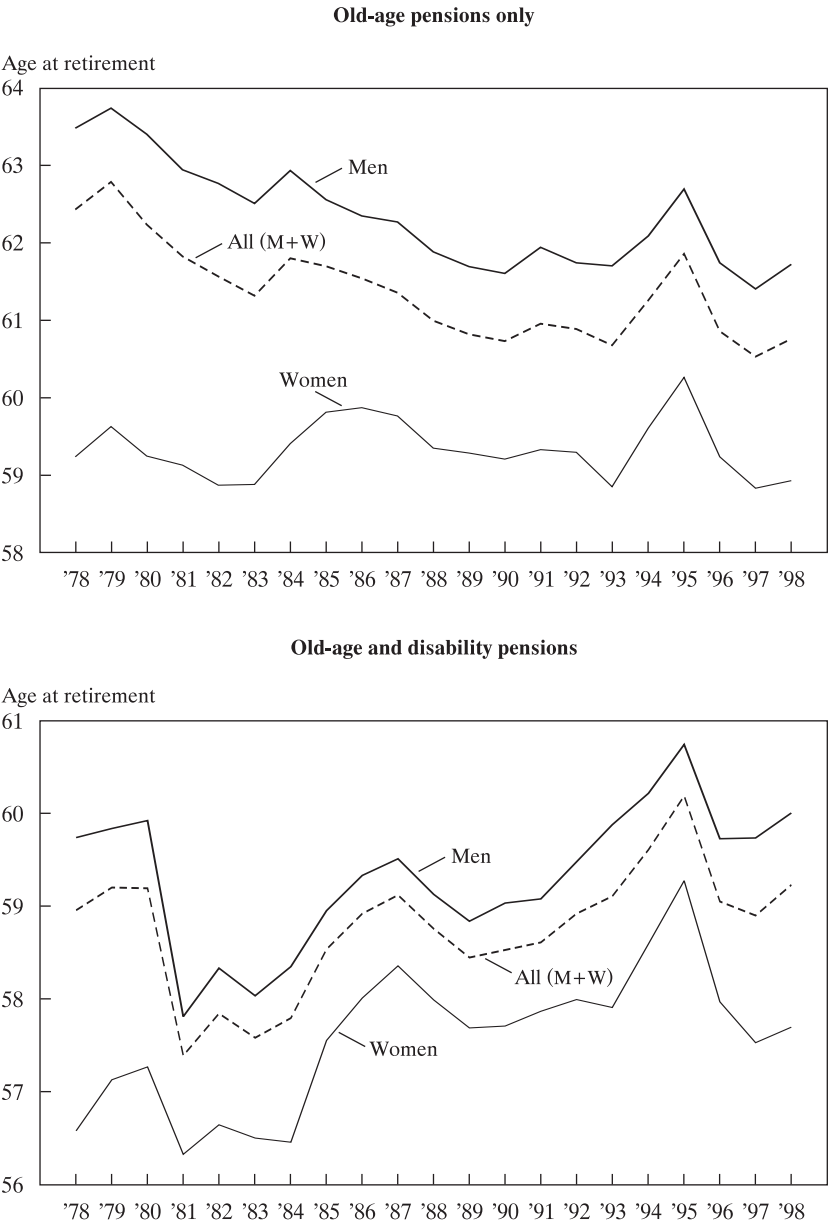 Old-age pensions only
Age at retirement
64
63
Men
All (M+W)
62
61
Women
60
59
58
’78 ’79 ’80 ’81 ’82 ’83 ’84 ’85 ’86 ’87 ’88 ’89 ’90 ’91 ’92 ’93 ’94 ’95 ’96 ’97 ’98
Old-age and disability pensions
Age at retirement
61
60
Men
59
All (M+W)
58
Women
57
56
’78 ’79 ’80 ’81 ’82 ’83 ’84 ’85 ’86 ’87 ’88 ’89 ’90 ’91 ’92 ’93 ’94 ’95 ’96 ’97 ’98